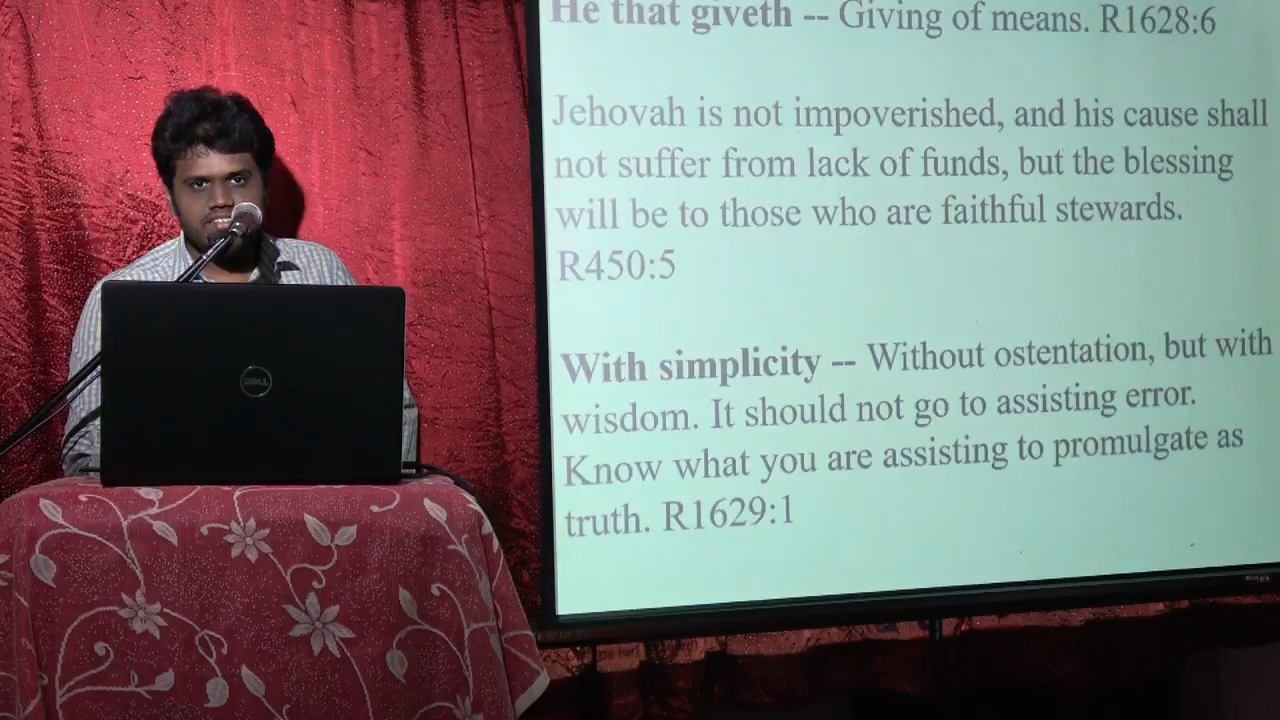 He that giveth -- Giving of means. R1628:6
Jehovah is not impoverished, and his cause shall
not suffer from lack of funds, but the blessing
will be to those who are faithful stewards.
R450:5
With simplicity -- Without ostentation, but with
wisdom. It should not go to assisting error.
Know what you are assisting to promulgate as
truth. R1629:1
DELL